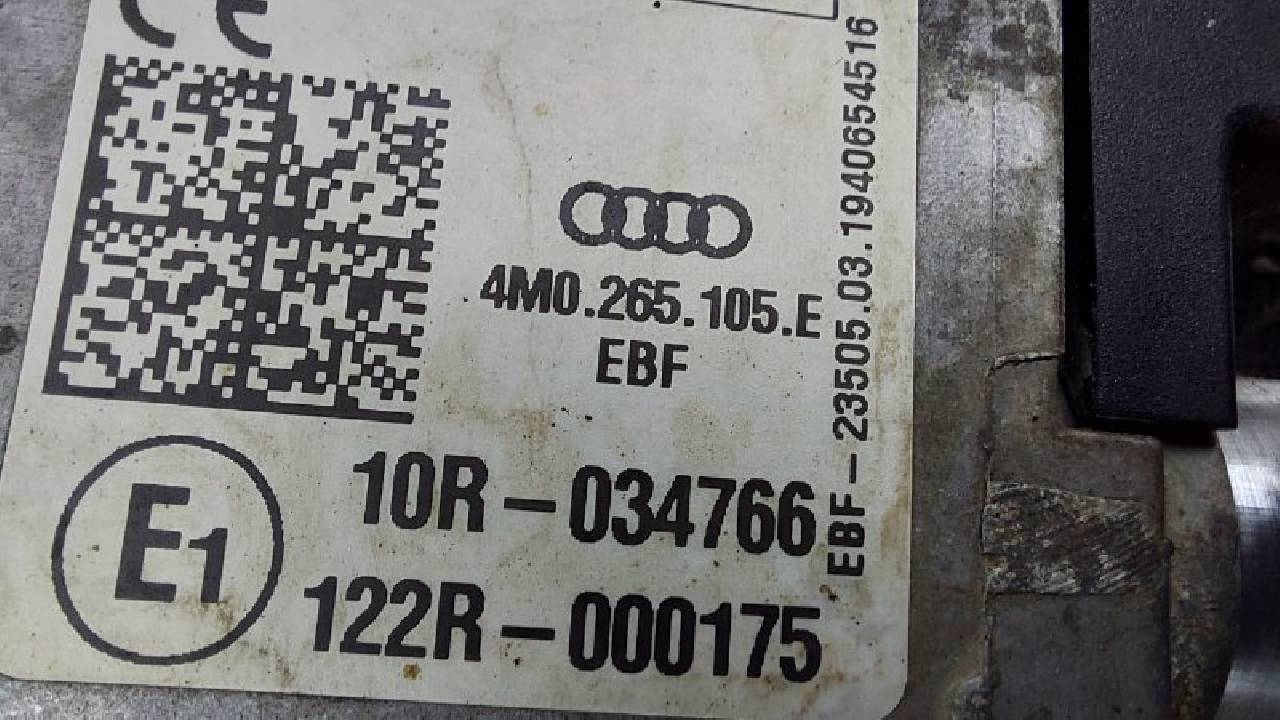 CE
4M0.265.105.E
EBF
E1
10R-034766
122R-000175
EBF-23505.03.1940654516